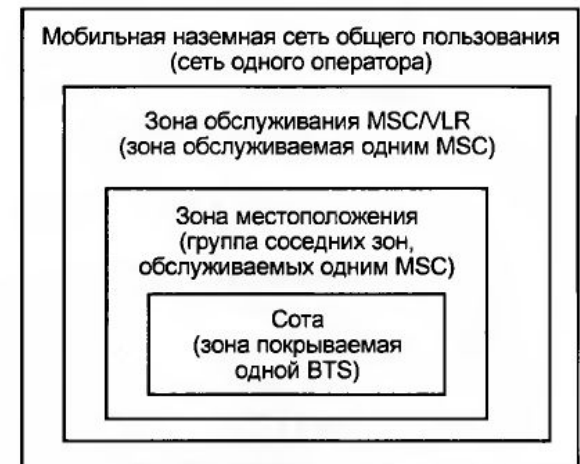 Мобильная наземная сеть общего пользования
(сеть одного оператора)
Зона обслуживания MSC/VLR
(зона обслуживаемая одним MSC)
Зона местоположения
(группа соседних зон,
обслуживаемых одним MSC)
Сота
(зона покрываемая
одной BTS)